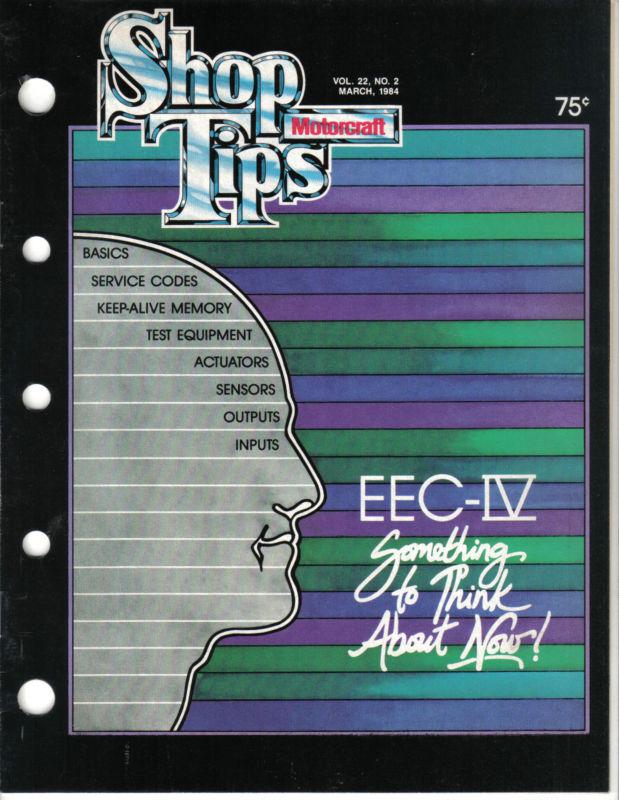 Shop
Tips
Motorcraft
VOL. 22, NO. 2
MARCH, 1984
75¢
BASICS
SERVICE CODES
KEEP-ALIVE MEMORY
TEST EQUIPMENT
ACTUATORS
SENSORS
OUTPUTS
INPUTS
EEC-IV
Something
to Think
About Now!